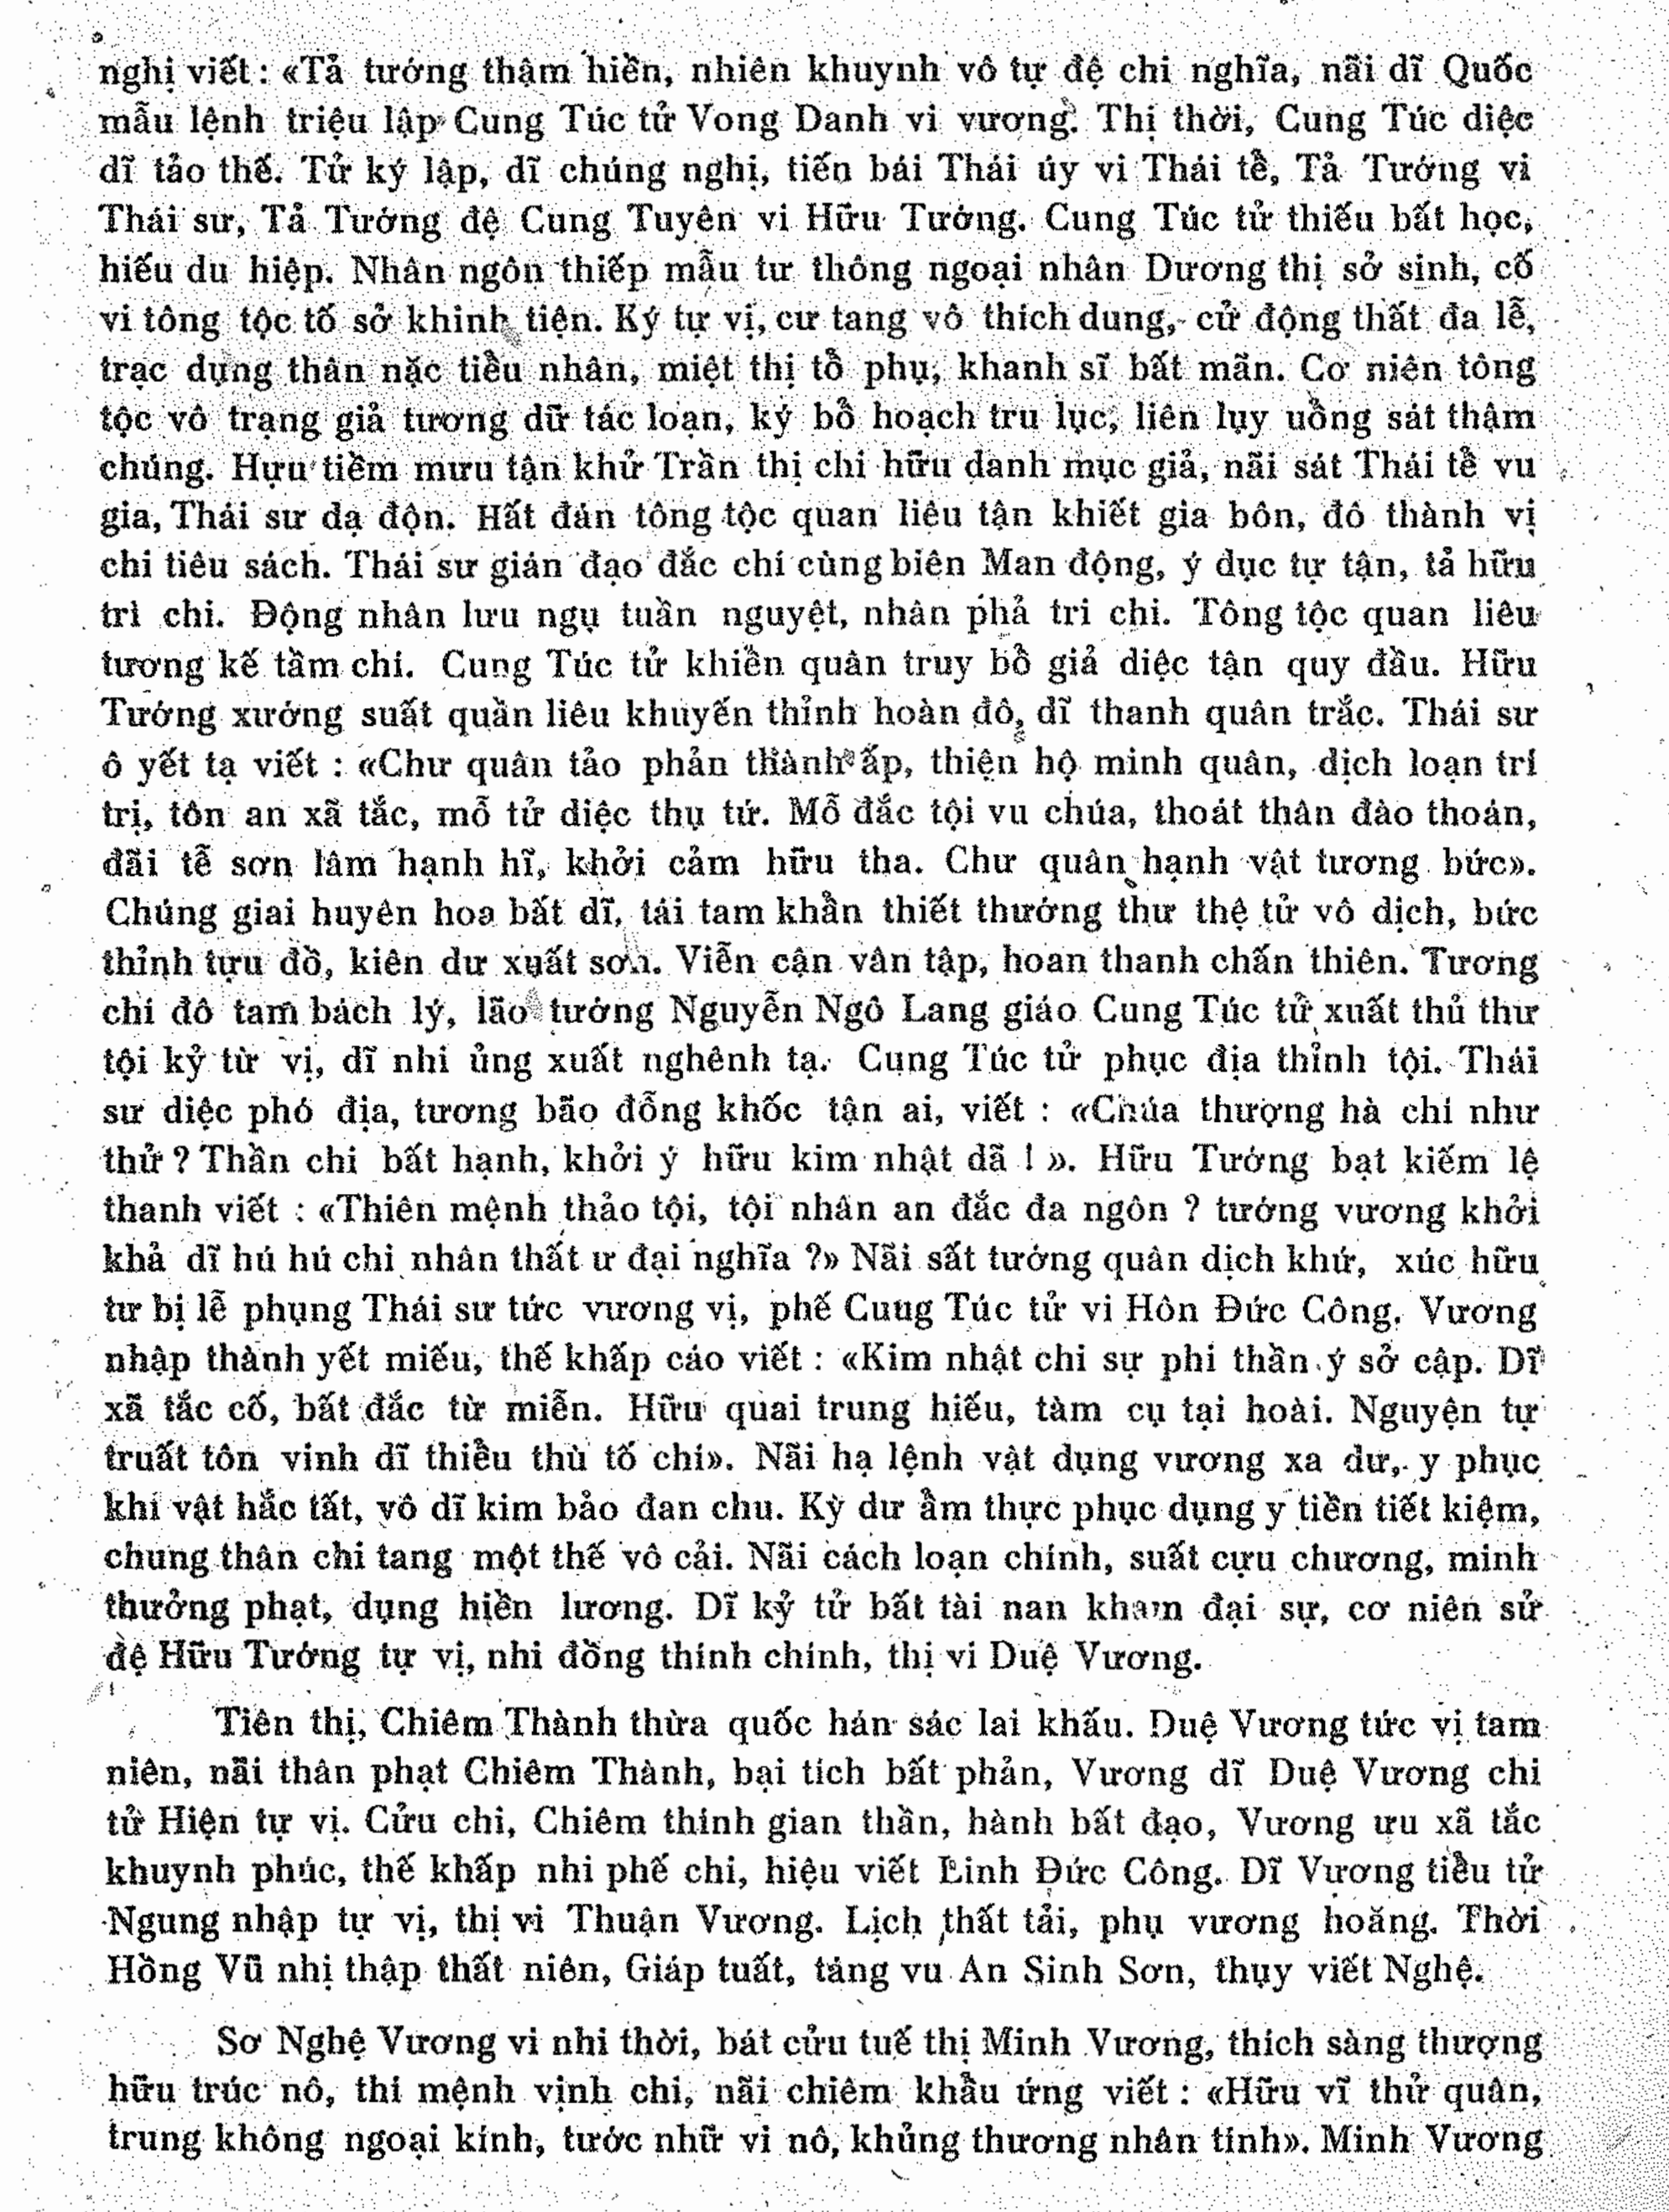 nghị viết : «Tả tướng thậm hiền, nhiên khuynh vô tự đệ chi nghĩa, nãi dĩ Quốc
mẫu lệnh triệu lập Cung Túc tử Vong Danh vi vương. Thị thời, Cung Túc diệc
dĩ tảo thế. Tử ký lập, dĩ chúng nghị, tiến bái Thái úy vi Thái tề, Tả Tướng vi
Thái sư, Tả Tướng đệ Cung Tuyên vi Hữu Tướng. Cung Túc tử thiếu bất học,
hiếu du hiệp. Nhân ngôn thiếp mẫu tư thông ngoại nhân Dương thị sở sinh, cố
vi tông tộc tố sở khinh tiện. Ký tự vị, cư tang vô thích dung, cử động thất đa lễ,
trạc dụng thân nặc tiều nhân, miệt thị tổ phụ, khanh sĩ bất mãn. Cơ niên tông
tộc vô trạng giả tương dữ tác loạn, ký bổ hoạch tru lục, liên lụy uổng sát thậm
chúng. Hựu tiềm mưu tận khử Trần thị chi hữu danh mục giả, nãi sát Thái tề vu
gia, Thái sư dạ độn. Hất đán tông tộc quan liêu tận khiết gia bôn, đô thành vị
chi tiêu sách. Thái sư gián đạo đắc chí cùng biên Man động, ý dục tự tận, tả hữu
trì chi. Động nhân lưu ngụ tuần nguyệt, nhân phả tri chi. Tông tộc quan liêu
tương kế tầm chí. Cung Túc tử khiển quân truy bổ giả diệc tận quy đầu. Hữu
Tướng xướng suất quần liêu khuyến thỉnh hoàn đô, dĩ thanh quân trắc. Thái sư
ô yết tạ viết : «Chư quân tảo phản thành ấp, thiện hộ minh quân, dịch loạn trí
trị, tôn an xã tắc, mỗ tử diệc thụ tứ. Mỗ đắc tội vu chúa, thoát thân đào thoán,
đãi tễ sơn lâm hạnh hĩ, khởi cảm hữu tha. Chư quân hạnh vật tương bức».
Chúng giai huyên hoa bất dĩ, tái tam khẩn thiết thướng thư thệ tử vô dịch, bức
thỉnh tựu đồ, kiên dư xuất sơn. Viễn cận vân tập, hoan thanh chấn thiên. Tương
chí đô tam bách lý, lão tướng Nguyễn Ngô Lang giáo Cung Túc tử xuất thủ thư
tội kỷ từ vị, dĩ nhi ủng xuất nghênh tạ. Cung Túc tử phục địa thỉnh tội. Thái
sư diệc phó địa, tương bão đỗng khốc tận ai, viết : «Chúa thượng hà chí như
thử ? Thần chi bất hạnh, khởi ý hữu kim nhật dã ! ». Hữu Tướng bạt kiếm lệ
thanh viết : «Thiên mệnh thảo tội, tội nhân an đắc đa ngôn ? tướng vương khởi
khả dĩ hú hú chi nhân thất ư đại nghĩa ?» Nãi sất tướng quân dịch khứ, xúc hữu
tư bị lễ phụng Thái sư tức vương vị, phế Cung Túc tử vi Hôn Đức Công. Vương
nhập thành yết miếu, thế khấp cáo viết : «Kim nhật chi sự phi thần ý sở cập. Dĩ
xã tắc cố, bất đắc từ miễn. Hữu quai trung hiếu, tàm cụ tại hoài. Nguyện tự
truất tôn vinh dĩ thiều thù tố chí». Nãi hạ lệnh vật dụng vương xa dư, y phục
khí vật hắc tất, vô dĩ kim bảo đan chu. Kỳ dư ẩm thực phục dụng y tiền tiết kiệm,
chung thân chi tang một thế vô cải. Nãi cách loạn chính, suất cựu chương, minh
thưởng phạt, dụng hiền lương. Dĩ kỷ tử bất tài nan kham đại sự, cơ niên sử
đệ Hữu Tướng tự vị, nhi đồng thính chính, thị vi Duệ Vương.
Tiên thị, Chiêm Thành thừa quốc hán sác lai khấu. Duệ Vương tức vị tam
niên, nãi thân phạt Chiêm Thành, bại tích bất phản, Vương dĩ Duệ Vương chi
tử Hiện tự vị. Cửu chi, Chiêm thính gian thần, hành bất đạo, Vương ưu xã tắc
khuynh phúc, thế khấp nhi phế chi, hiệu viết Linh Đức Công. Dĩ Vương tiểu tử
Ngung nhập tự vị, thị vi Thuận Vương. Lịch thất tải, phụ vương hoăng. Thời
Hồng Vũ nhị thập thất niên, Giáp tuất, táng vu An Sinh Sơn, thụy viết Nghệ.
Sơ Nghệ Vương vi nhi thời, bát cửu tuế thị Minh Vương, thích sàng thượng
hữu trúc nô, thí mệnh vịnh chi, nãi chiêm khẩu ứng viết : «Hữu vĩ thử quân,
trung không ngoại kính, tước nhữ vi nô, khủng thương nhân tính». Minh Vương